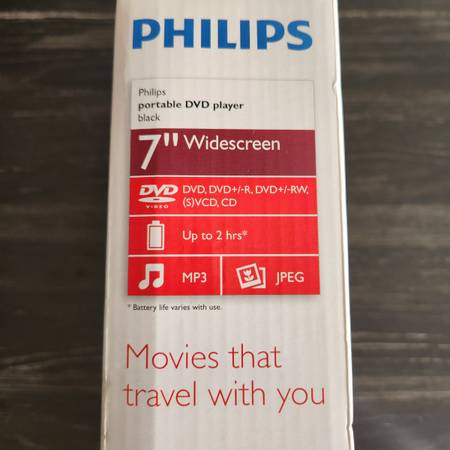 PHILIPS
Philips
portable DVD player
black
7" Widescreen
DVD VIDEO
DVD, DVD+/-R, DVD+/-RW,
(S)VCD, CD
Up to 2 hrs*
MP3
JPEG
* Battery life varies with use.
Movies that
travel with you